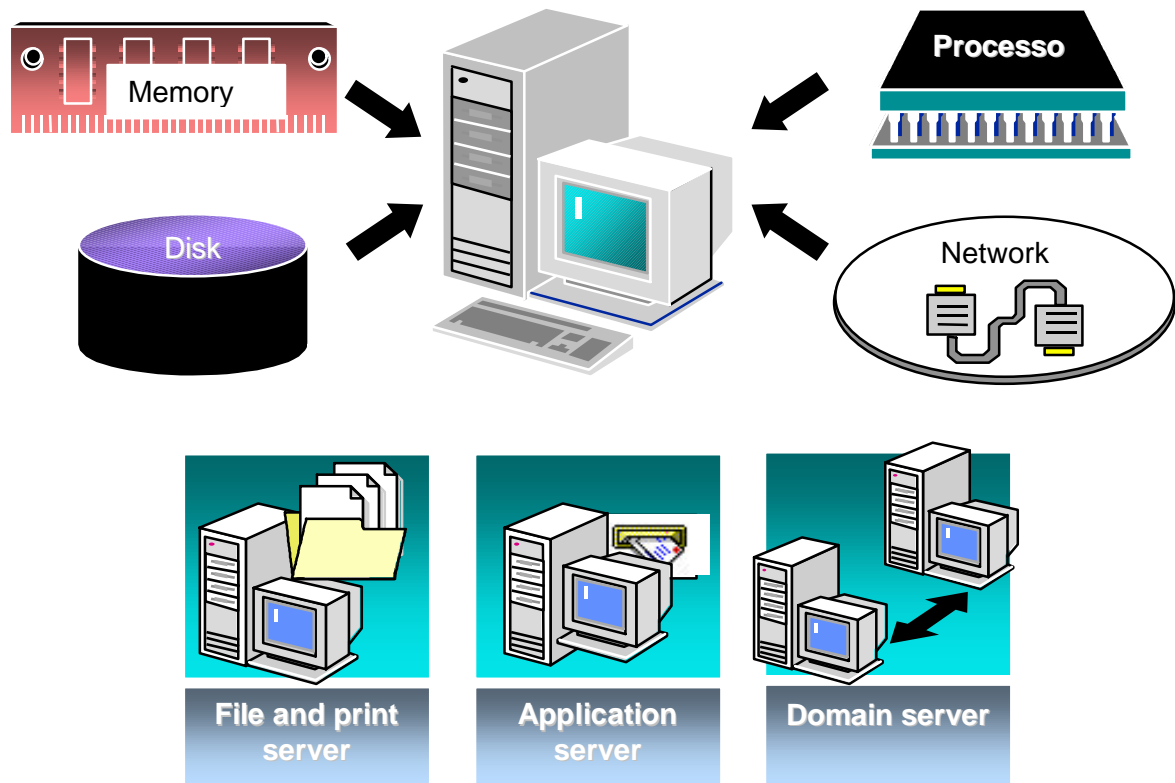 Memory
Processo
Disk
Network
File and print
server
Application
server
Domain server